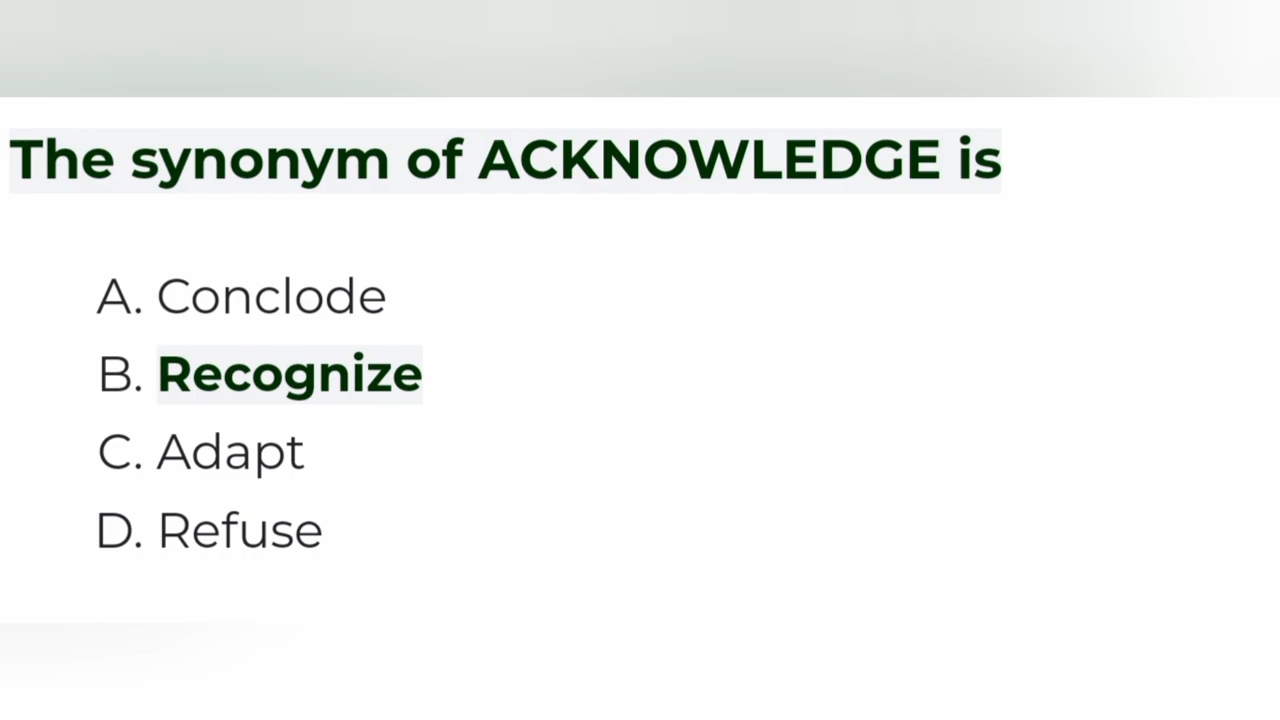 The synonym of ACKNOWLEDGE is
A. Conclode
B. Recognize
C. Adapt
D. Refuse